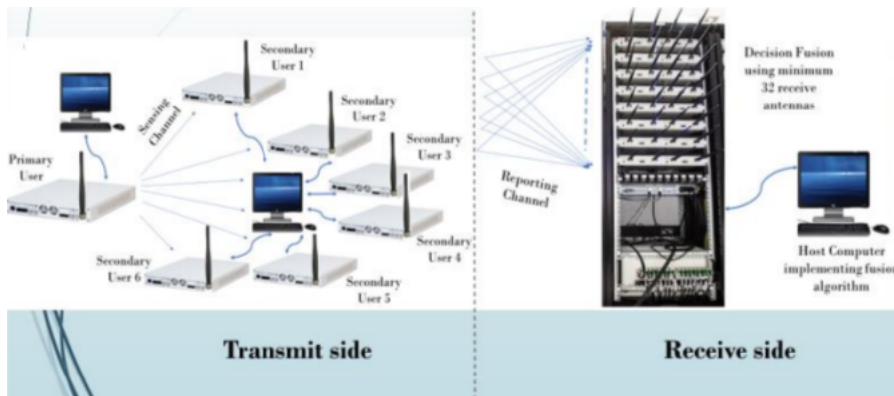 Secondary
User 1
Sensing
Channel
Secondary
User 2
Secondary
User 3
Primary
User
Secondary
User 4
Secondary
User 5
Secondary
User 6
Transmit side
Reporting
Channel
Decision Fusion
using minimum
32 receive
antennas
Host Computer
implementing fusion
algorithm
Receive side